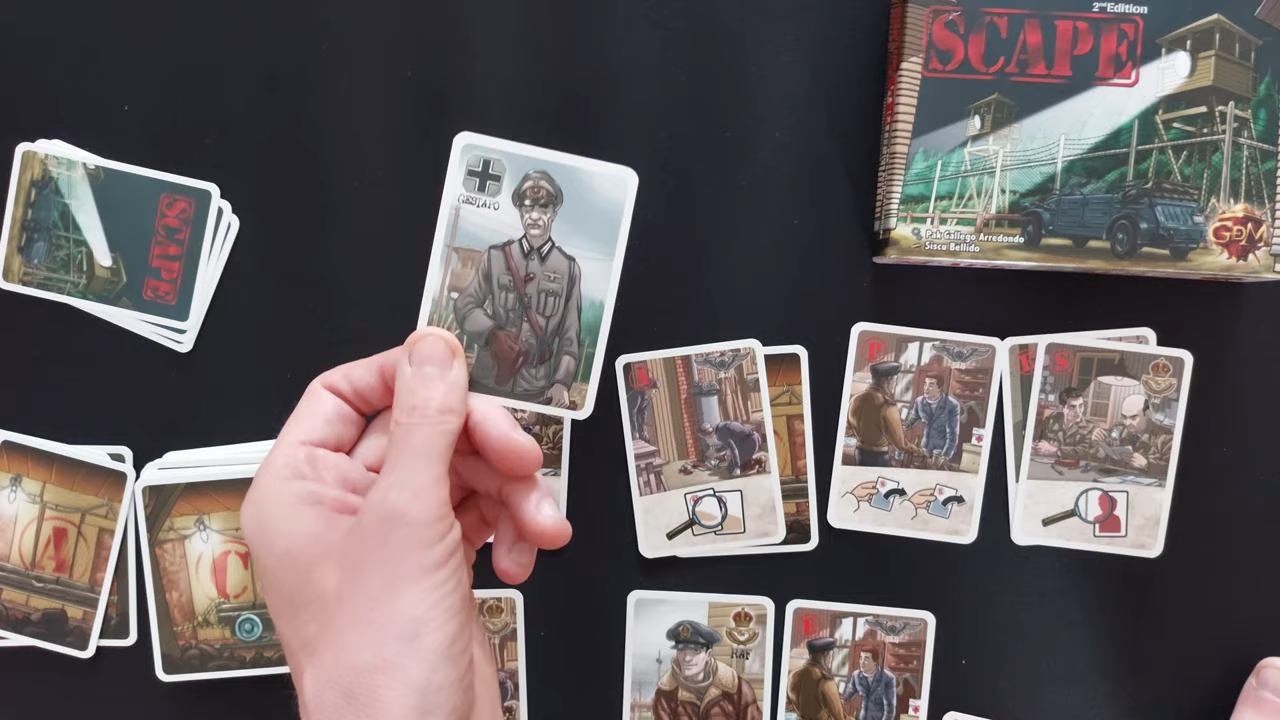 2nd Edition
SCAPE
Pak Gallego Arredondo
Siscu Bellido
GDM
SCAPE
GESTAPO
P
S
A
C
RAF